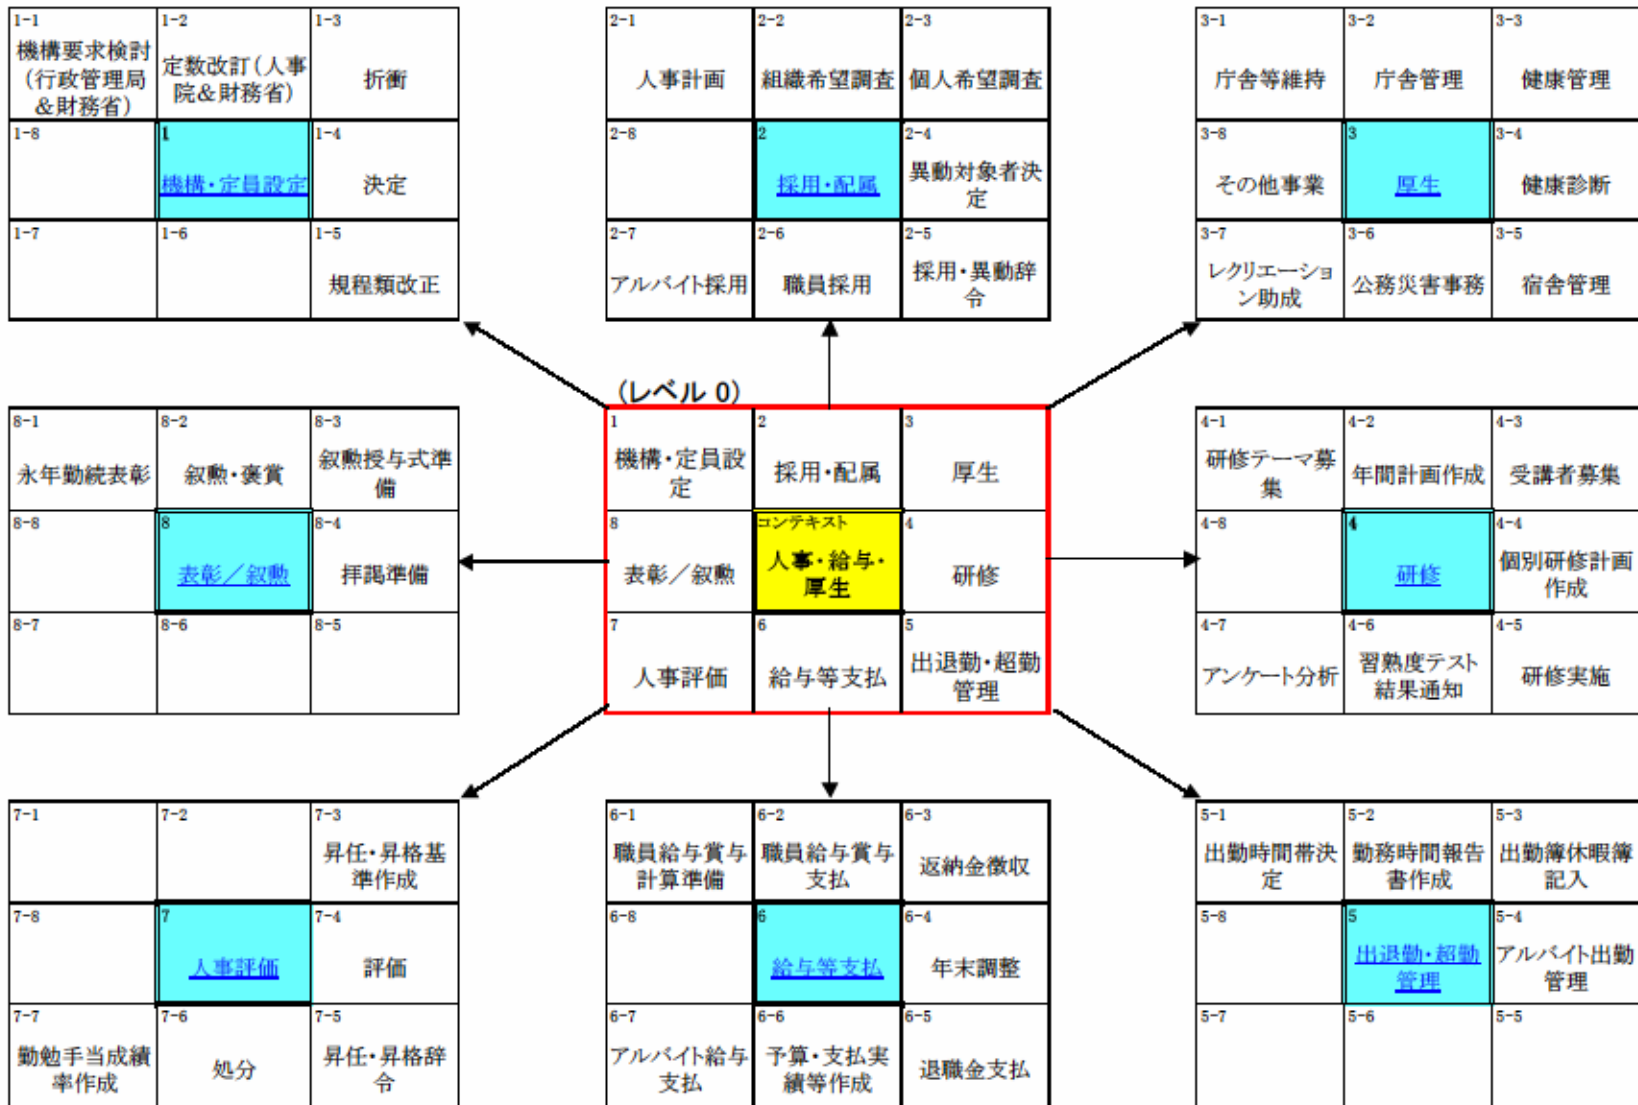 1-1
機構要求検討
(行政管理局
&財務省)
1-2
定数改訂(人事
院&財務省)
1-3
折衝
1-8
1
機構・定員設定
1-4
決定
1-7
1-6
1-5
規程類改正
2-1
人事計画
2-2
組織希望調査
2-3
個人希望調査
2-8
2
採用・配属
2-4
異動対象者決
定
2-7
アルバイト採用
2-6
職員採用
2-5
採用・異動辞
令
3-1
庁舎等維持
3-2
庁舎管理
3-3
健康管理
3-8
その他事業
3
厚生
3-4
健康診断
3-7
レクリエーショ
ン助成
3-6
公務災害事務
3-5
宿舎管理
8-1
永年勤続表彰
8-2
叙勲・褒賞
8-3
叙勲授与式準
備
8-8
8
表彰／叙勲
8-4
拝謁準備
8-7
8-6
8-5
(レベル 0)
1
機構・定員設
定
2
採用・配属
3
厚生
8
表彰／叙勲
コンテキスト
人事・給与・
厚生
4
研修
7
人事評価
6
給与等支払
5
出退勤・超勤
管理
4-1
研修テーマ募
集
4-2
年間計画作成
4-3
受講者募集
4-8
4
研修
4-4
個別研修計画
作成
4-7
アンケート分析
4-6
習熟度テスト
結果通知
4-5
研修実施
7-1
7-2
7-3
昇任・昇格基
準作成
7-8
7
人事評価
7-4
評価
7-7
勤勉手当成績
率作成
7-6
処分
7-5
昇任・昇格辞
令
6-1
職員給与賞与
計算準備
6-2
職員給与賞与
支払
6-3
返納金徴収
6-8
6
給与等支払
6-4
年末調整
6-7
アルバイト給与
支払
6-6
予算・支払実
績等作成
6-5
退職金支払
5-1
出勤時間帯決
定
5-2
勤務時間報告
書作成
5-3
出勤簿休暇簿
記入
5-8
5
出退勤・超勤
管理
5-4
アルバイト出勤
管理
5-7
5-6
5-5